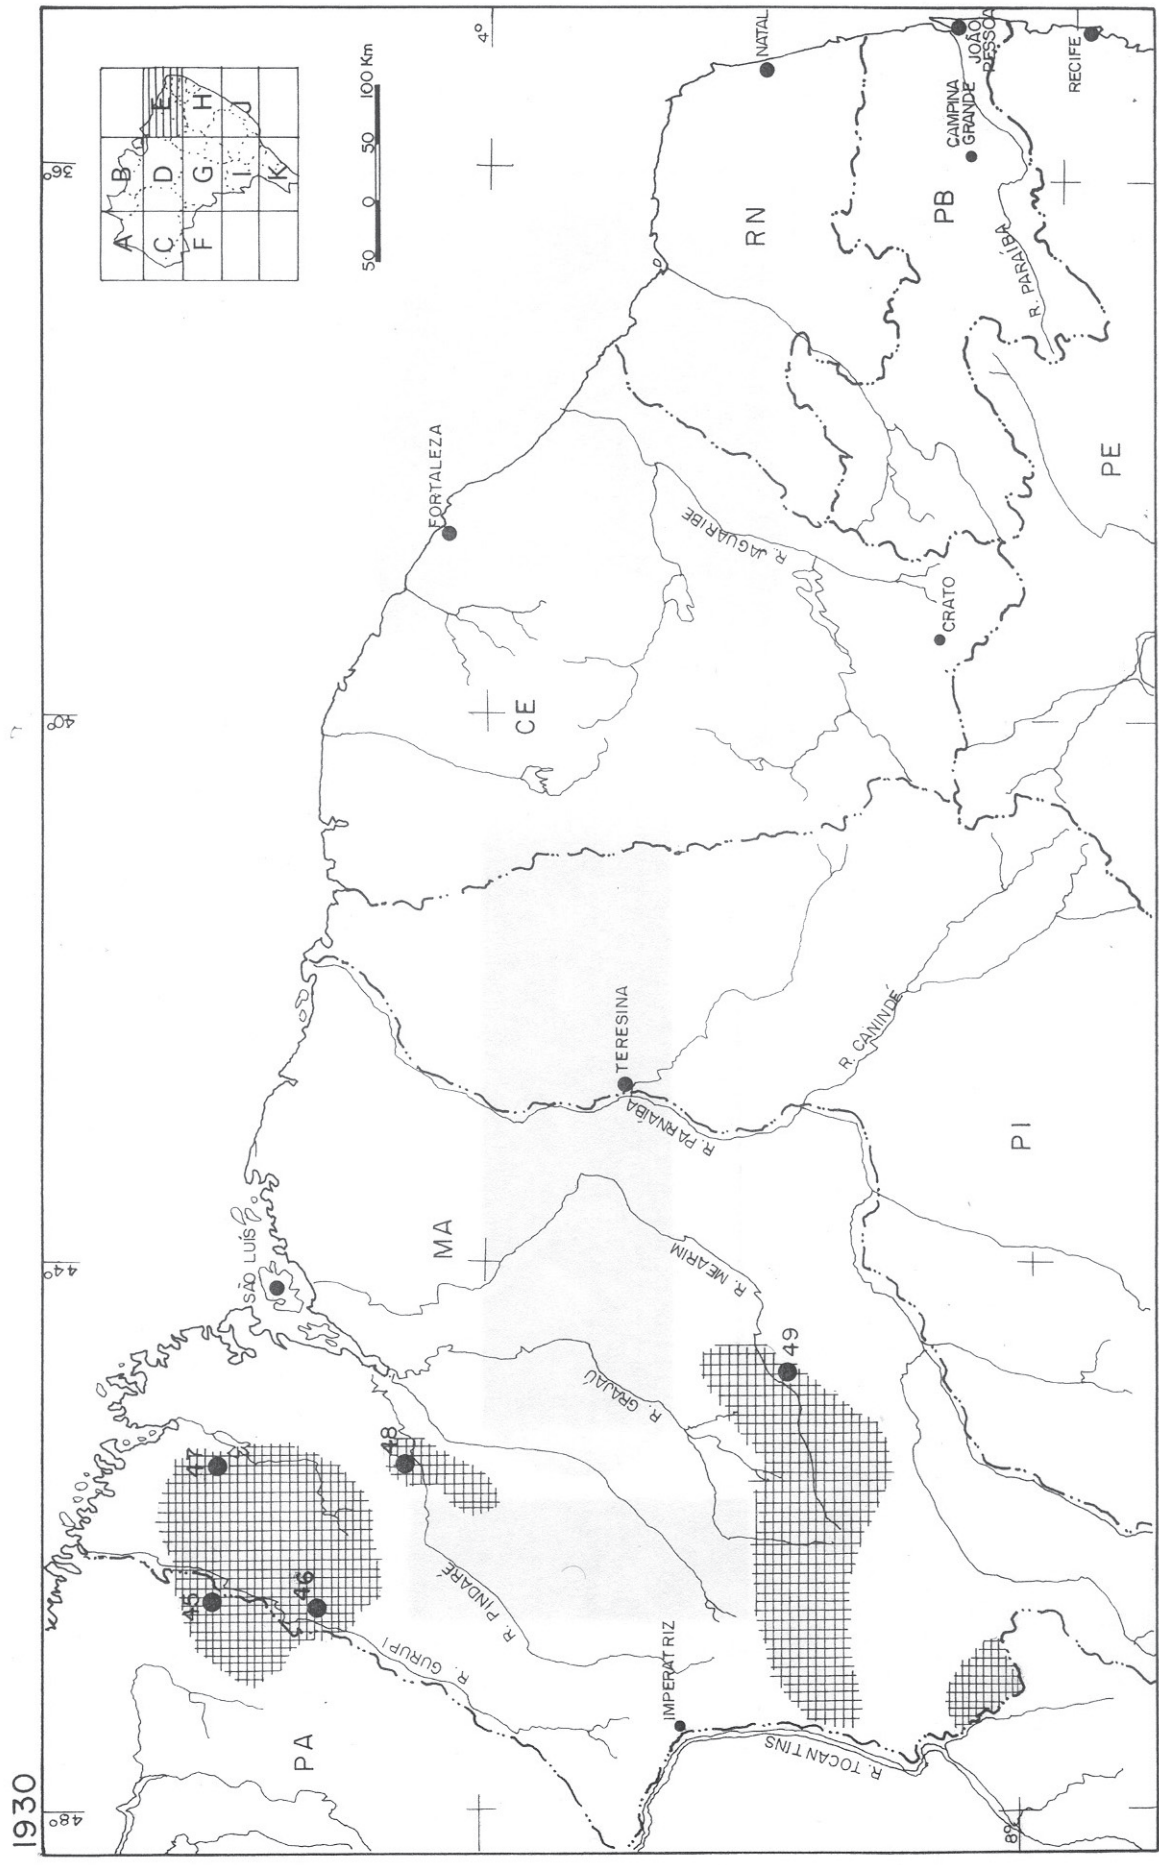 1930
48°
44°
40°
36°
4°
8°
A
B
C
D
E
F
G
H
I
J
K
50 0 50 100 Km
SÃO LUÍS
FORTALEZA
NATAL
JOÃO
PESSOA
CAMPINA
GRANDE
RECIFE
TERESINA
CRATO
IMPERATRIZ
PA
MA
PI
CE
RN
PB
PE
R. GURUPI
R. PINDARÉ
R. GRAJAÚ
R. MEARIM
R. PARNAÍBA
R. CANINDÉ
R. JAGUARIBE
R. PARAÍBA
R. TOCANTINS
45
46
47
48
49